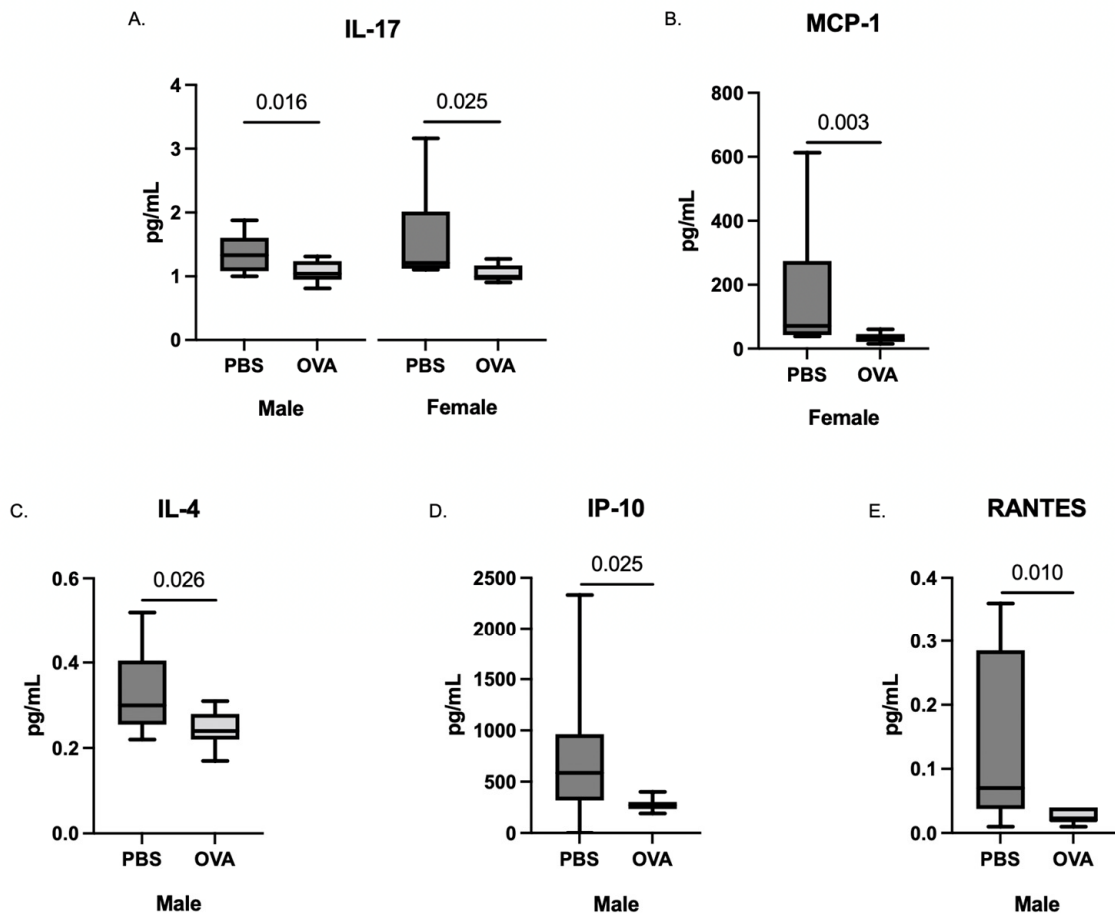 A.
IL-17
pg/mL
4
3
2
1
0
0.016
0.025
PBS OVA PBS OVA
Male Female
B.
MCP-1
pg/mL
800
600
400
200
0
0.003
PBS OVA
Female
C.
IL-4
pg/mL
0.6
0.4
0.2
0.0
0.026
PBS OVA
Male
D.
IP-10
pg/mL
2500
2000
1500
1000
500
0
0.025
PBS OVA
Male
E.
RANTES
pg/mL
0.4
0.3
0.2
0.1
0.0
0.010
PBS OVA
Male